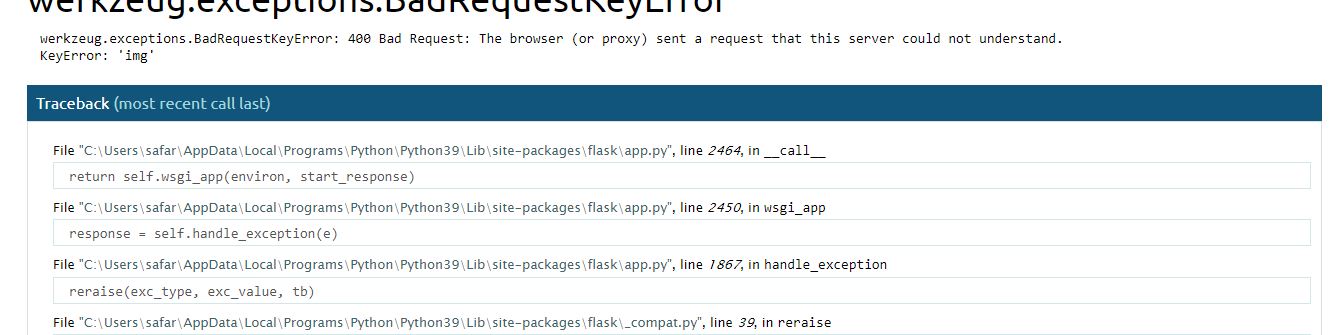 werkzeug.exceptions.BadRequestKeyError
werkzeug.exceptions.BadRequestKeyError: 400 Bad Request: The browser (or proxy) sent a request that this server could not understand.
KeyError: 'img'
Traceback (most recent call last)
File "C:\Users\safar\AppData\Local\Programs\Python\Python39\Lib\site-packages\flask\app.py", line 2464, in __call__
return self.wsgi_app(environ, start_response)
File "C:\Users\safar\AppData\Local\Programs\Python\Python39\Lib\site-packages\flask\app.py", line 2450, in wsgi_app
response = self.handle_exception(e)
File "C:\Users\safar\AppData\Local\Programs\Python\Python39\Lib\site-packages\flask\app.py", line 1867, in handle_exception
reraise(exc_type, exc_value, tb)
File "C:\Users\safar\AppData\Local\Programs\Python\Python39\Lib\site-packages\flask\_compat.py", line 39, in reraise